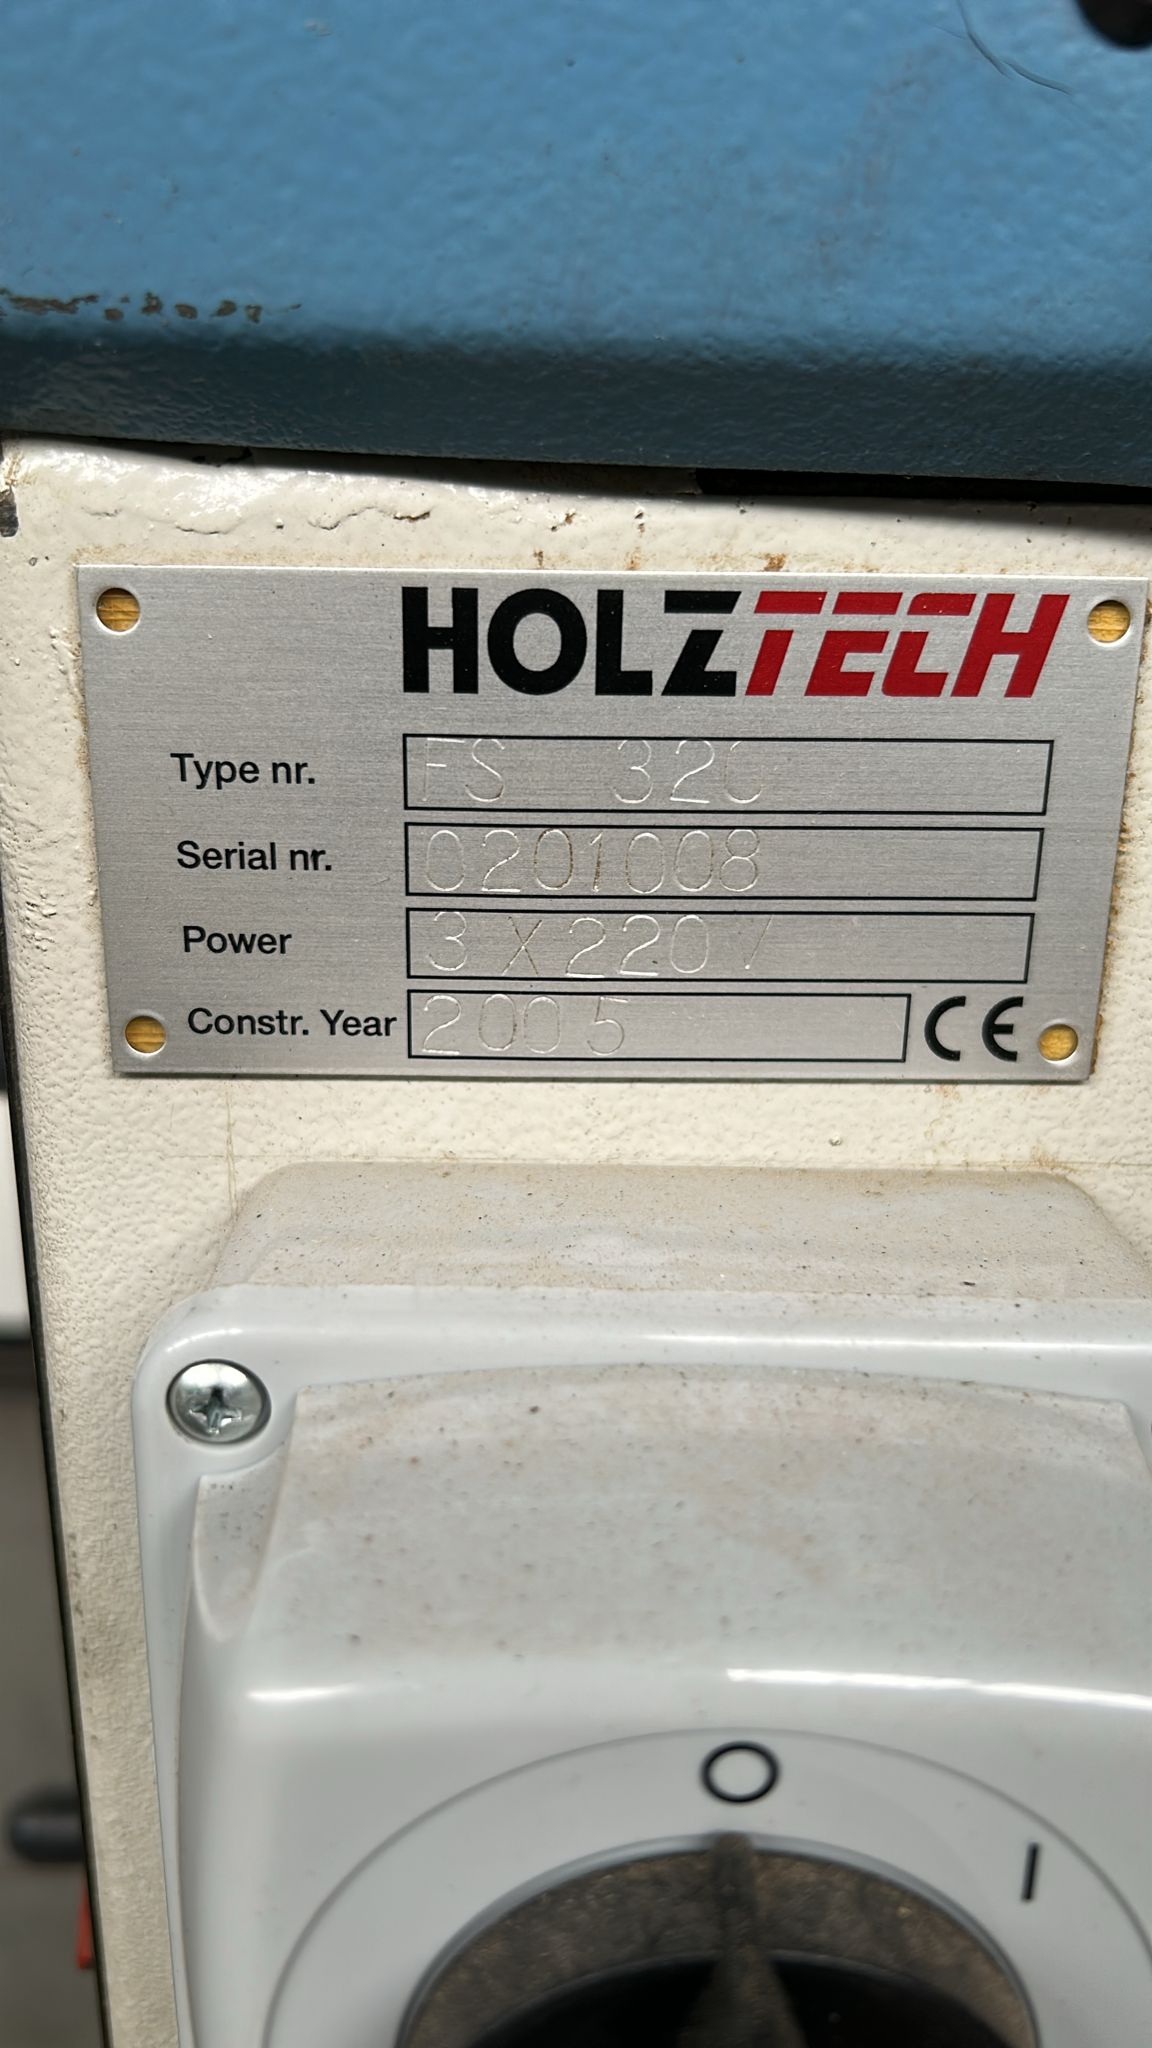 HOLZTECH
Type nr. FS 320
Serial nr. 0201008
Power 3 X 220 V
Constr. Year 2005 CE
O
I